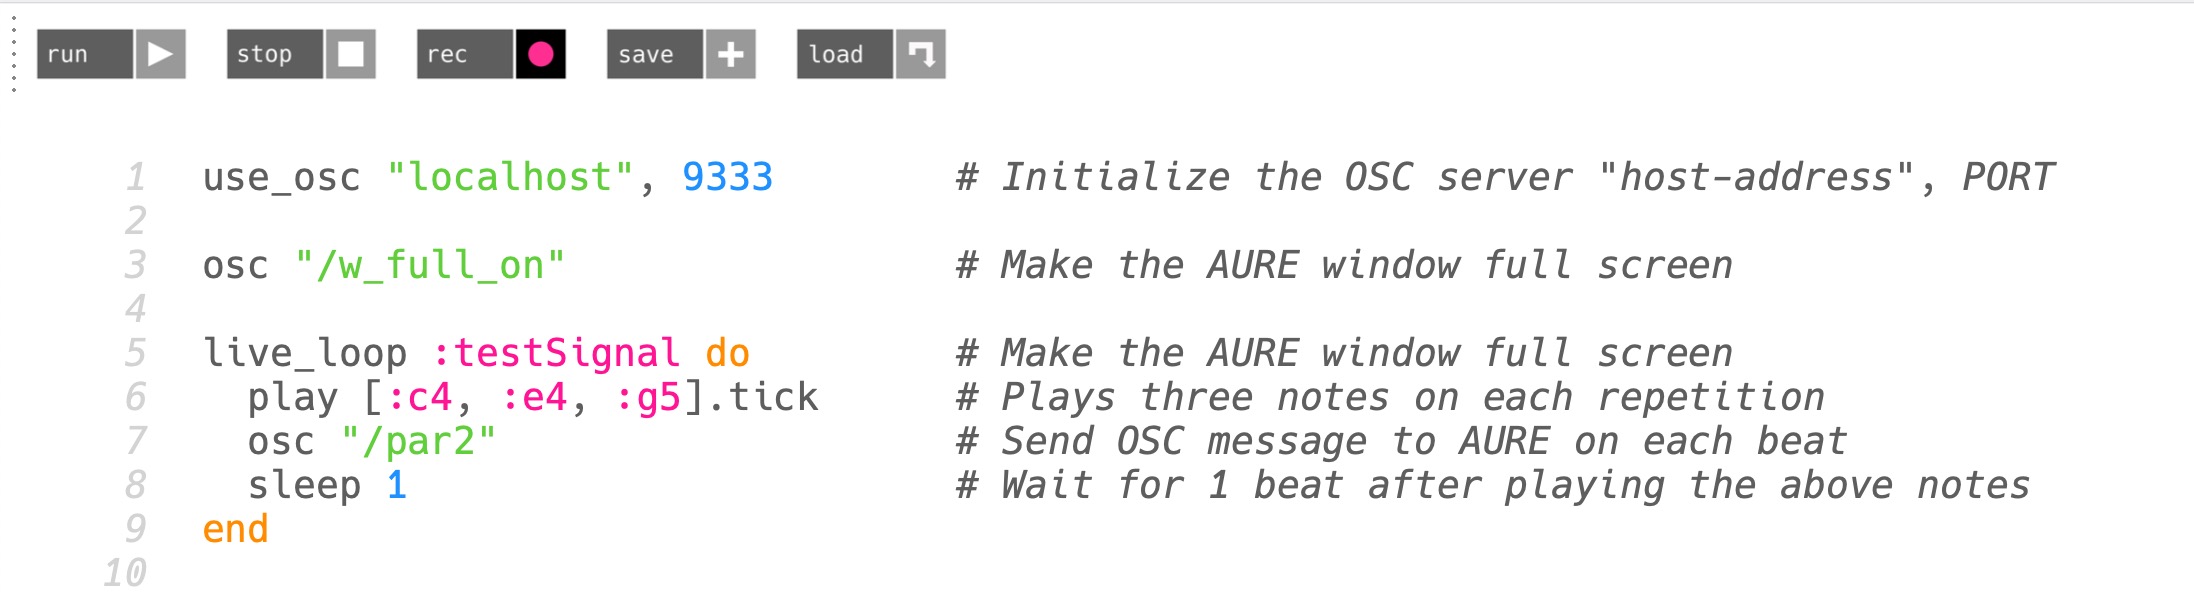 run stop rec save load
1 use_osc "localhost", 9333 # Initialize the OSC server "host-address", PORT
2
3 osc "/w_full_on" # Make the AURE window full screen
4
5 live_loop :testSignal do # Make the AURE window full screen
6 play [:c4, :e4, :g5].tick # Plays three notes on each repetition
7 osc "/par2" # Send OSC message to AURE on each beat
8 sleep 1 # Wait for 1 beat after playing the above notes
9 end
10